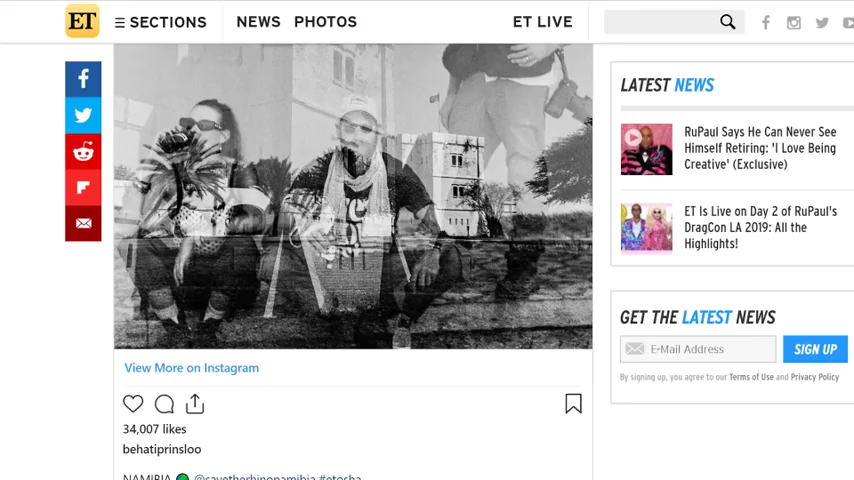 ET
SECTIONS
NEWS
PHOTOS
ET LIVE
LATEST NEWS
RuPaul Says He Can Never See
Himself Retiring: 'I Love Being
Creative' (Exclusive)
ET Is Live on Day 2 of RuPaul's
DragCon LA 2019: All the
Highlights!
GET THE LATEST NEWS
E-Mail Address
SIGN UP
By signing up, you agree to our Terms of Use and Privacy Policy
View More on Instagram
34,007 likes
behatiprinsloo
NAMIBIA @savetherhinonamibia #etosha